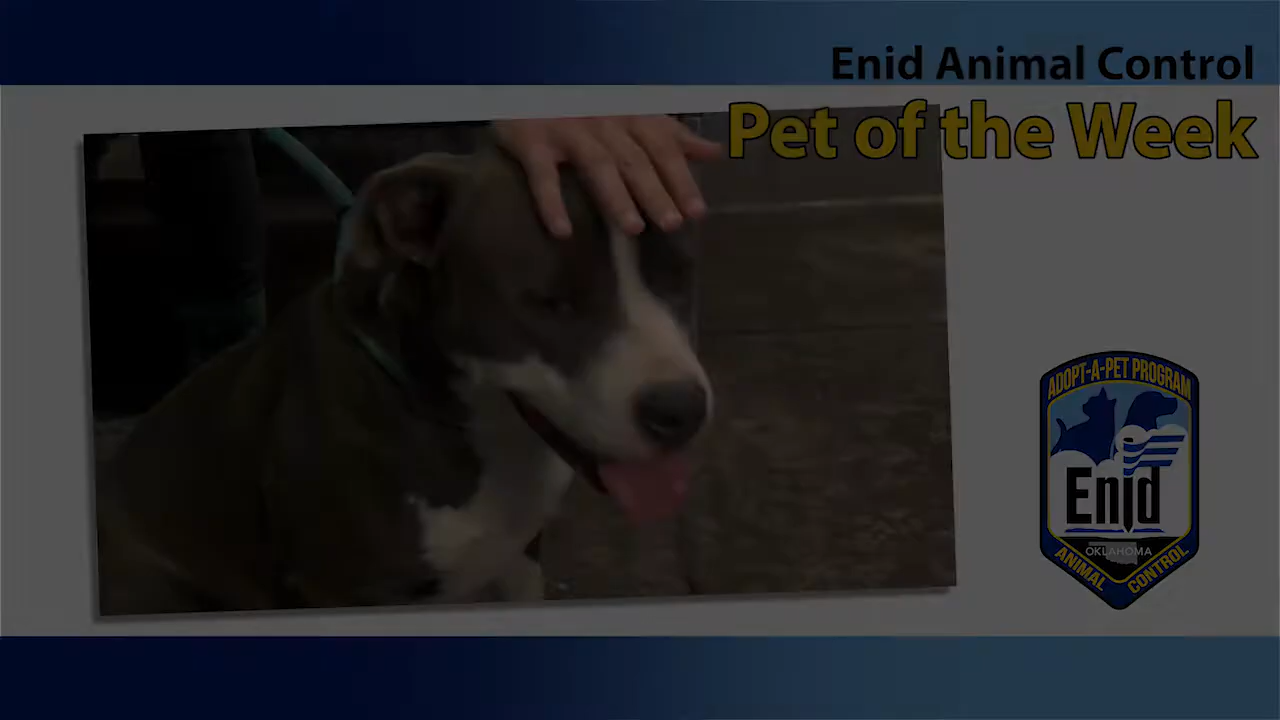 Enid Animal Control
Pet of the Week
ADOPT-A-PET PROGRAM
Enid
OKLAHOMA
ANIMAL CONTROL